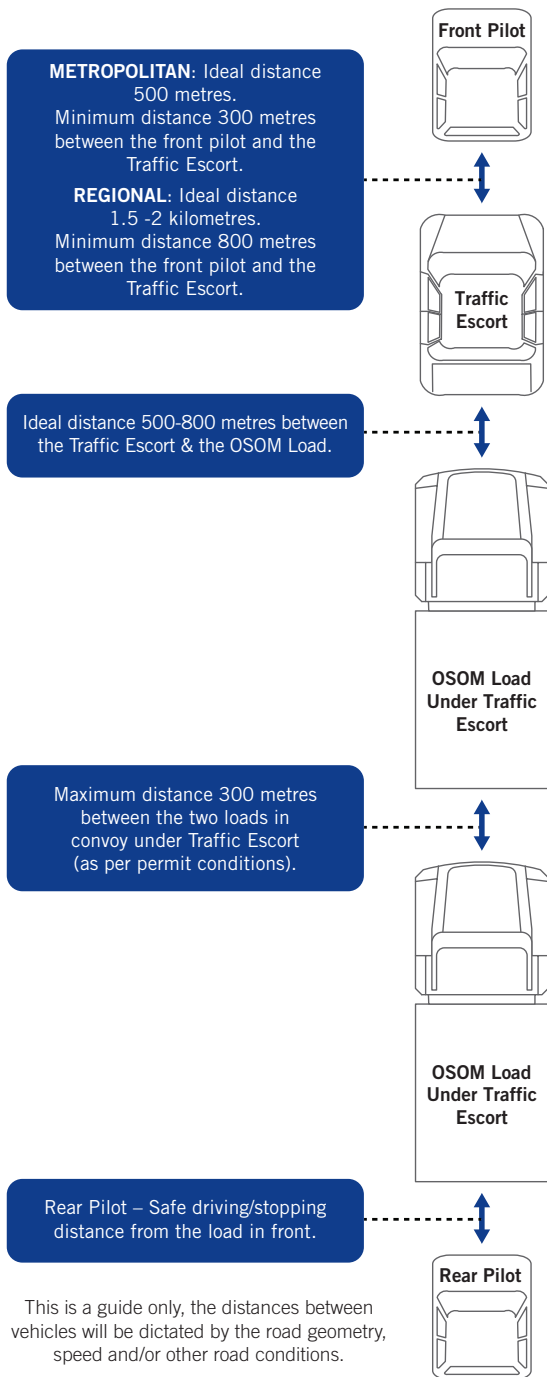 Front Pilot
METROPOLITAN: Ideal distance
500 metres.
Minimum distance 300 metres
between the front pilot and the
Traffic Escort.
REGIONAL: Ideal distance
1.5 -2 kilometres.
Minimum distance 800 metres
between the front pilot and the
Traffic Escort.
Traffic
Escort
Ideal distance 500-800 metres between
the Traffic Escort & the OSOM Load.
OSOM Load
Under Traffic
Escort
Maximum distance 300 metres
between the two loads in
convoy under Traffic Escort
(as per permit conditions).
OSOM Load
Under Traffic
Escort
Rear Pilot – Safe driving/stopping
distance from the load in front.
Rear Pilot
This is a guide only, the distances between
vehicles will be dictated by the road geometry,
speed and/or other road conditions.